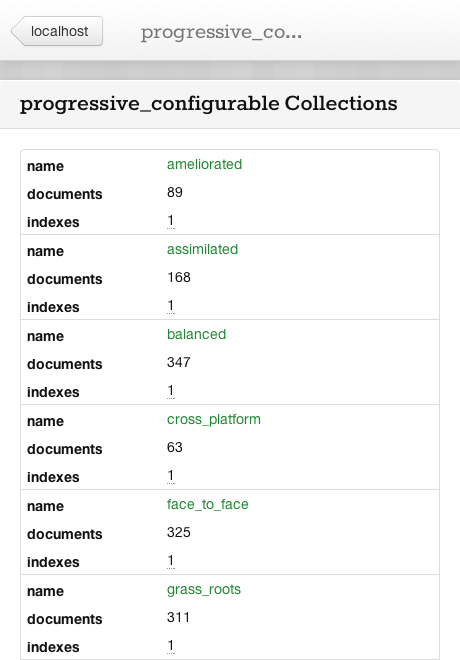 localhost
progressive_co...
progressive_configurable Collections
name ameliorated
documents 89
indexes 1
name assimilated
documents 168
indexes 1
name balanced
documents 347
indexes 1
name cross_platform
documents 63
indexes 1
name face_to_face
documents 325
indexes 1
name grass_roots
documents 311
indexes 1